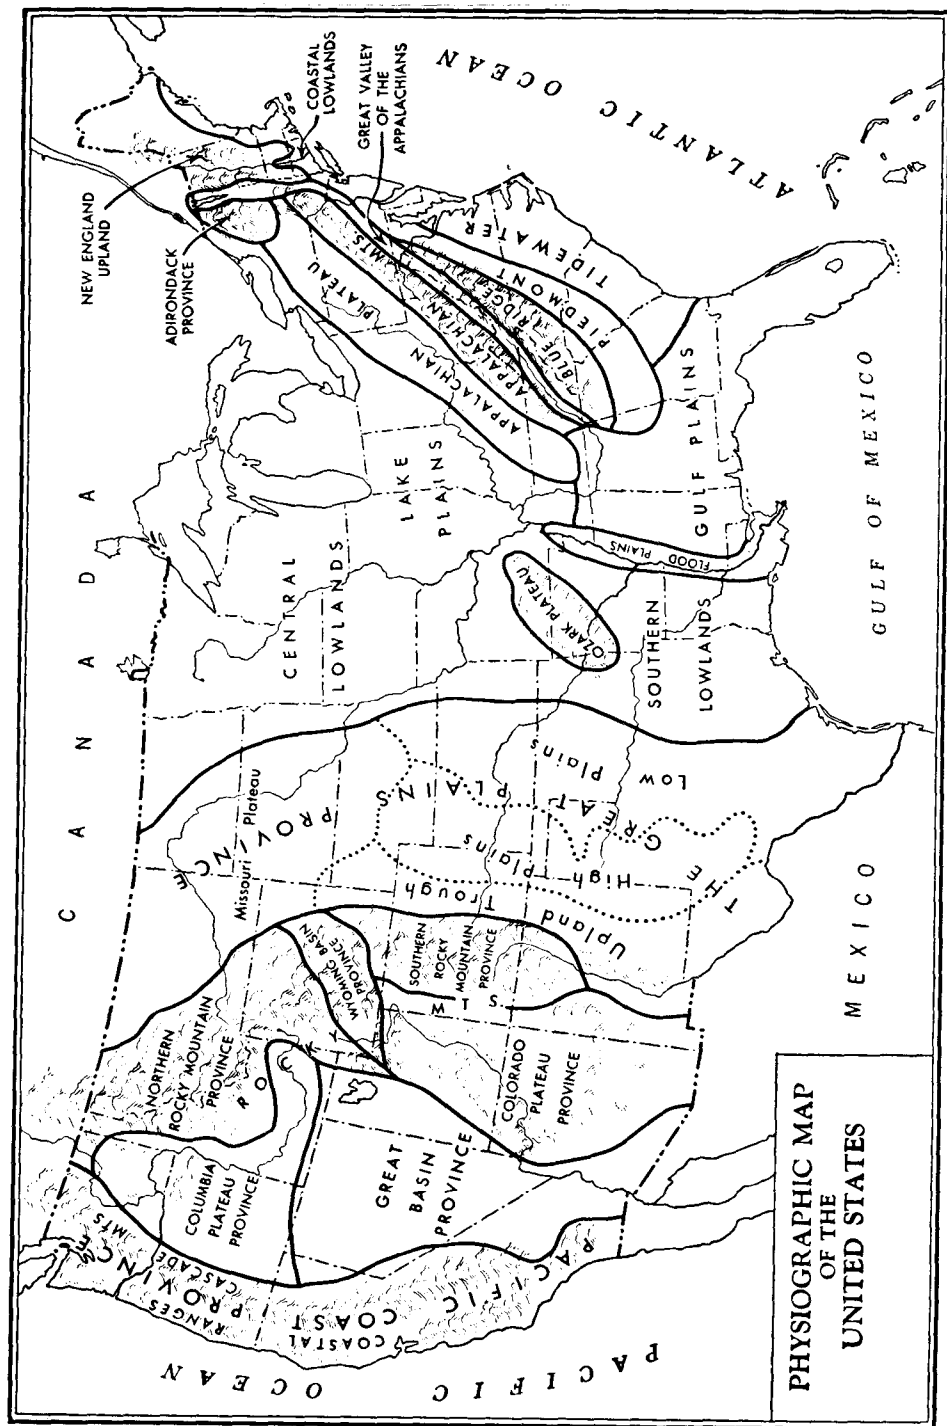 PHYSIOGRAPHIC MAP
OF THE
UNITED STATES
CANADA
MEXICO
GULF OF MEXICO
ATLANTIC OCEAN
PACIFIC OCEAN
PACIFIC COAST PROVINCE
COASTAL RANGES
CASCADE MTS
COLUMBIA
PLATEAU
PROVINCE
GREAT
BASIN
PROVINCE
NORTHERN
ROCKY MOUNTAIN
PROVINCE
ROCKY MTS
WYOMING BASIN
PROVINCE
SOUTHERN
ROCKY
MOUNTAIN
PROVINCE
COLORADO
PLATEAU
PROVINCE
THE GREAT PLAINS PROVINCE
Missouri Plateau
Upland Trough
High Plains
Low Plains
CENTRAL
LOWLANDS
LAKE
PLAINS
OZARK PLATEAU
SOUTHERN
LOWLANDS
FLOOD
PLAINS
GULF PLAINS
APPALACHIAN PLATEAU
APPALACHIAN MTS
BLUE RIDGE
PIEDMONT
TIDEWATER
NEW ENGLAND
UPLAND
ADIRONDACK
PROVINCE
COASTAL
LOWLANDS
GREAT VALLEY
OF THE
APPALACHIANS